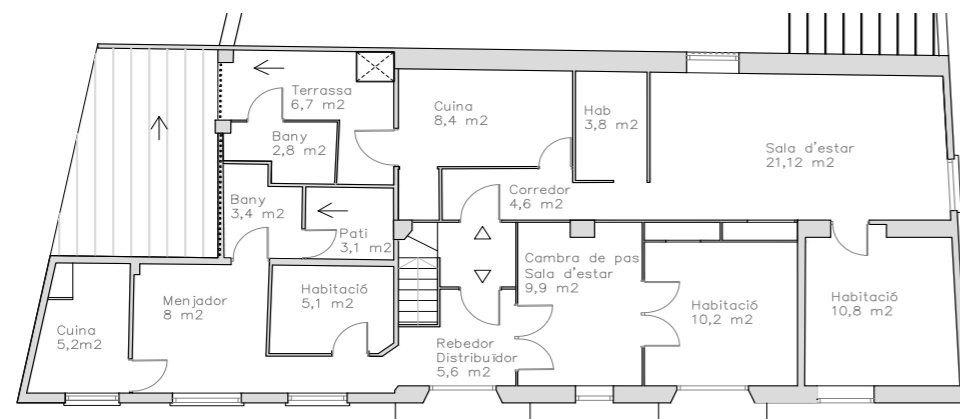 Terrassa
6,7 m2
Cuina
8,4 m2
Hab
3,8 m2
Bany
2,8 m2
Sala d'estar
21,12 m2
Bany
3,4 m2
Corredor
4,6 m2
Pati
3,1 m2
Cambra de pas
Sala d'estar
9,9 m2
Menjador
8 m2
Habitació
5,1 m2
Habitació
10,2 m2
Habitació
10,8 m2
Cuina
5,2m2
Rebedor
Distribuïdor
5,6 m2